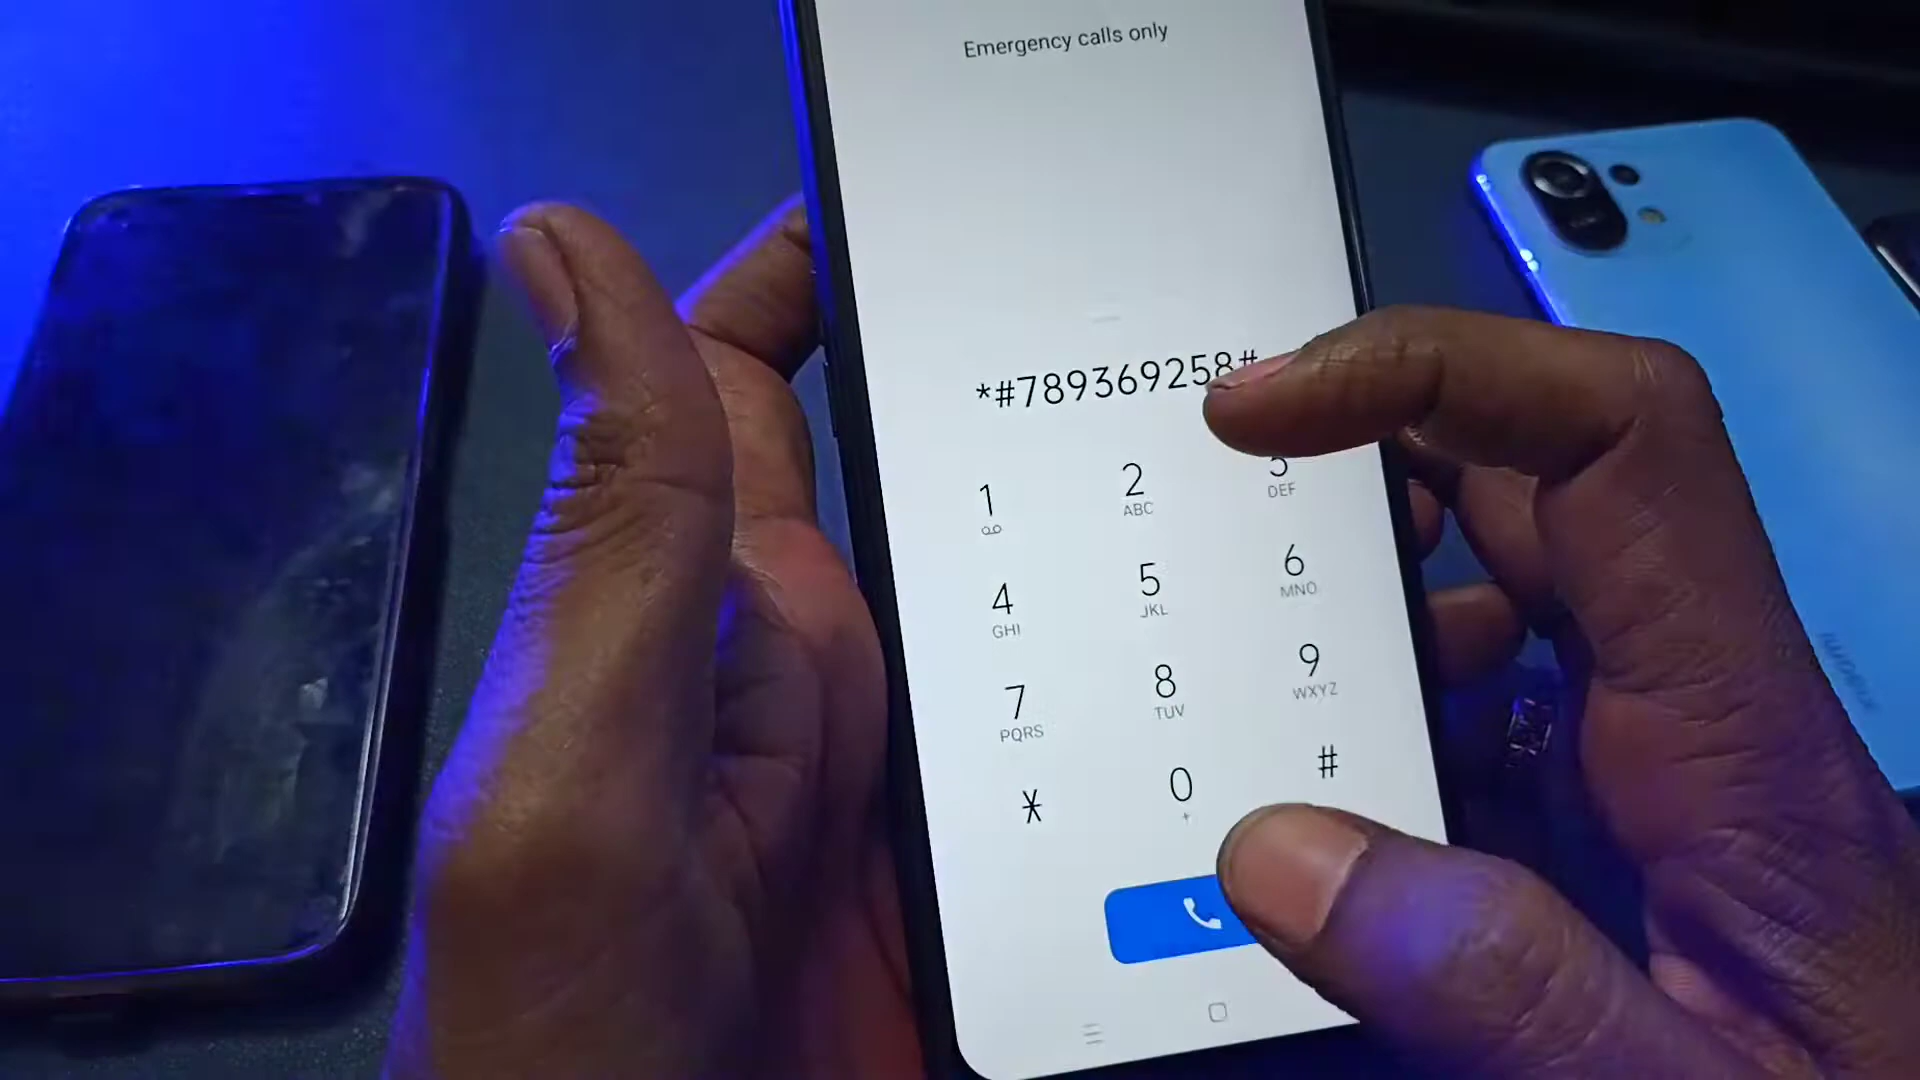 Emergency calls only
*#789369258#
1
2
ABC
DEF
4
GHI
5
JKL
6
MNO
7
PQRS
8
TUV
9
WXYZ
*
0
+
#
xiaomi